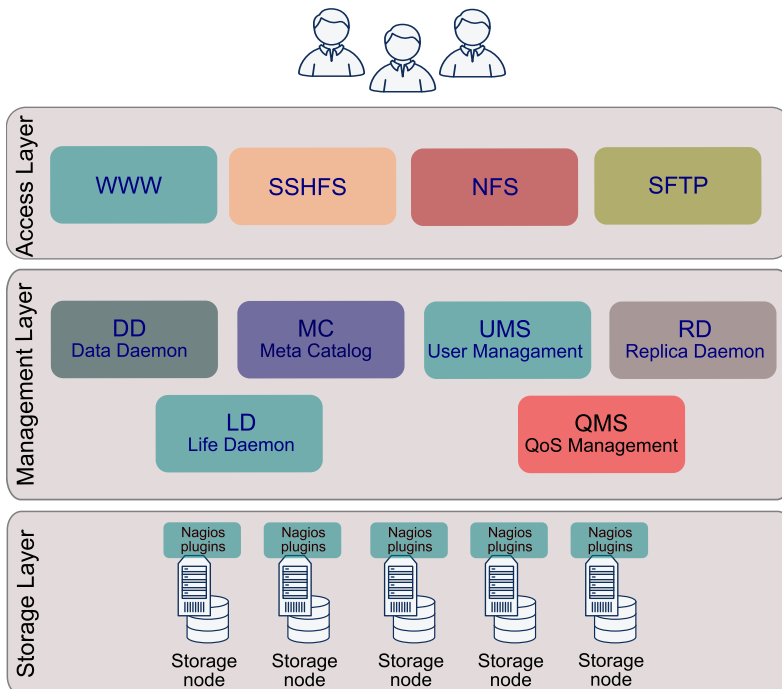 Access Layer
WWW
SSHFS
NFS
SFTP
Management Layer
DD
Data Daemon
MC
Meta Catalog
UMS
User Managament
RD
Replica Daemon
LD
Life Daemon
QMS
QoS Management
Storage Layer
Nagios
plugins
Nagios
plugins
Nagios
plugins
Nagios
plugins
Nagios
plugins
Storage
node
Storage
node
Storage
node
Storage
node
Storage
node